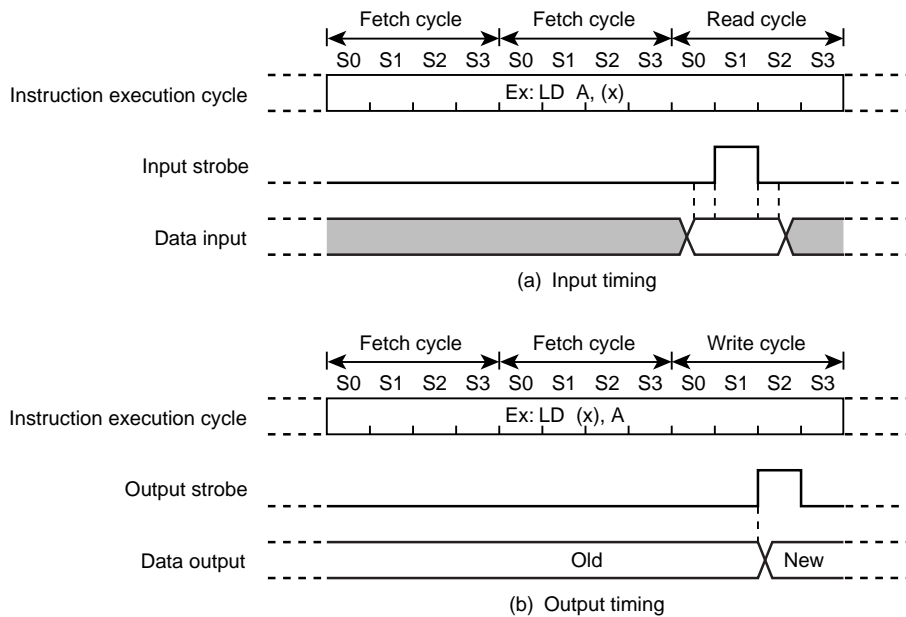 Fetch cycle Fetch cycle Read cycle
S0 S1 S2 S3 S0 S1 S2 S3 S0 S1 S2 S3
Instruction execution cycle Ex: LD A, (x)
Input strobe
Data input
(a) Input timing
Fetch cycle Fetch cycle Write cycle
S0 S1 S2 S3 S0 S1 S2 S3 S0 S1 S2 S3
Instruction execution cycle Ex: LD (x), A
Output strobe
Data output Old New
(b) Output timing